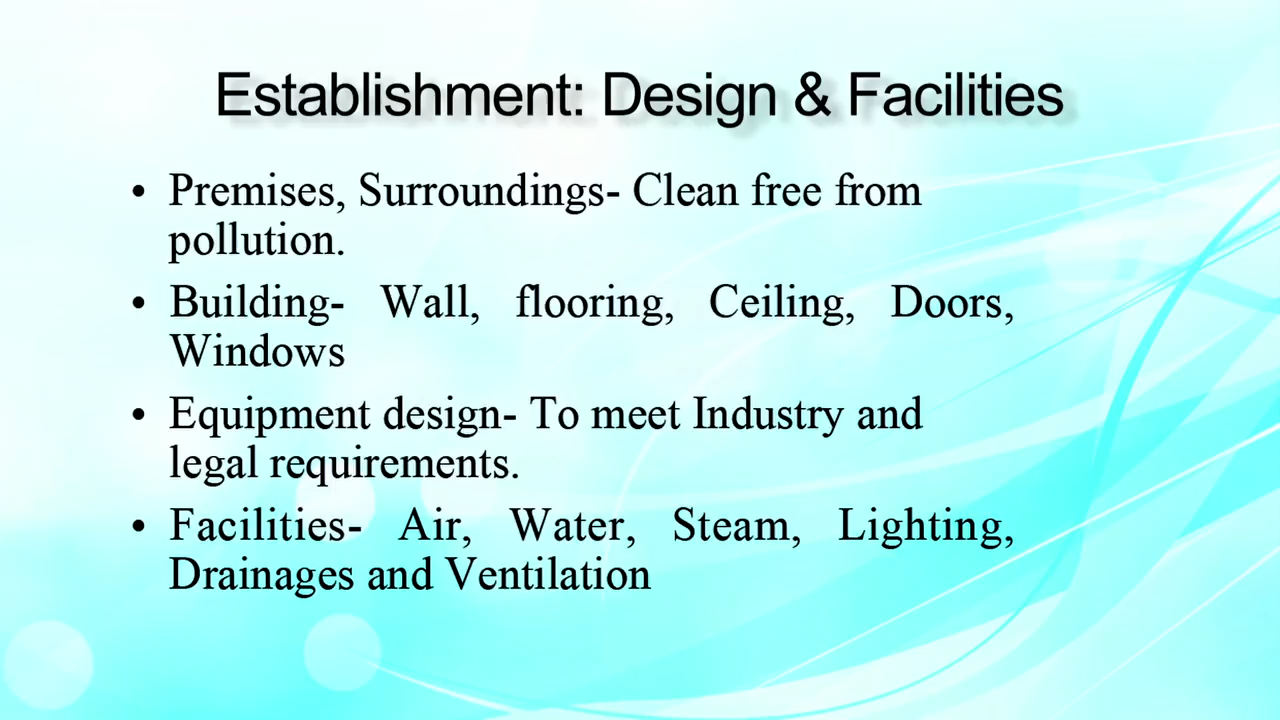 Establishment: Design & Facilities
• Premises, Surroundings- Clean free from
pollution.
• Building- Wall, flooring, Ceiling, Doors,
Windows
• Equipment design- To meet Industry and
legal requirements.
• Facilities- Air, Water, Steam, Lighting,
Drainages and Ventilation